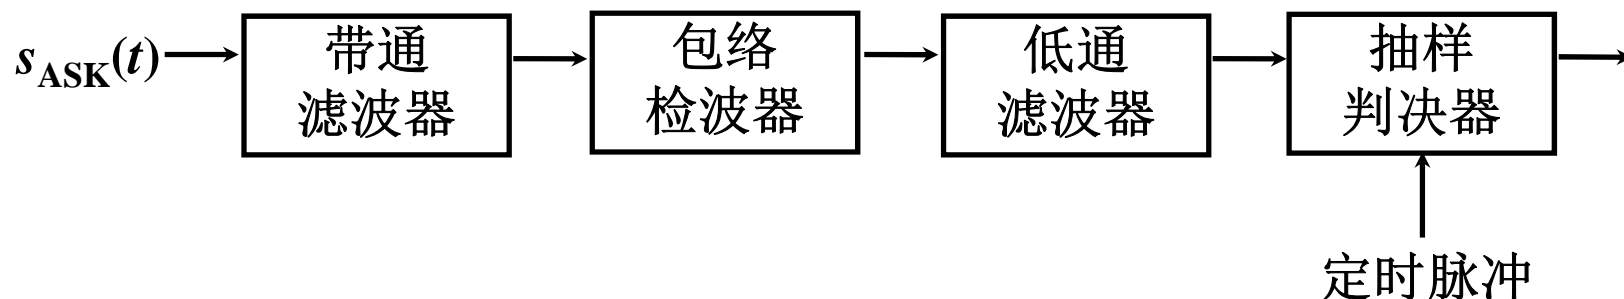 s_ASK(t)
带通
滤波器
包络
检波器
低通
滤波器
抽样
判决器
定时脉冲